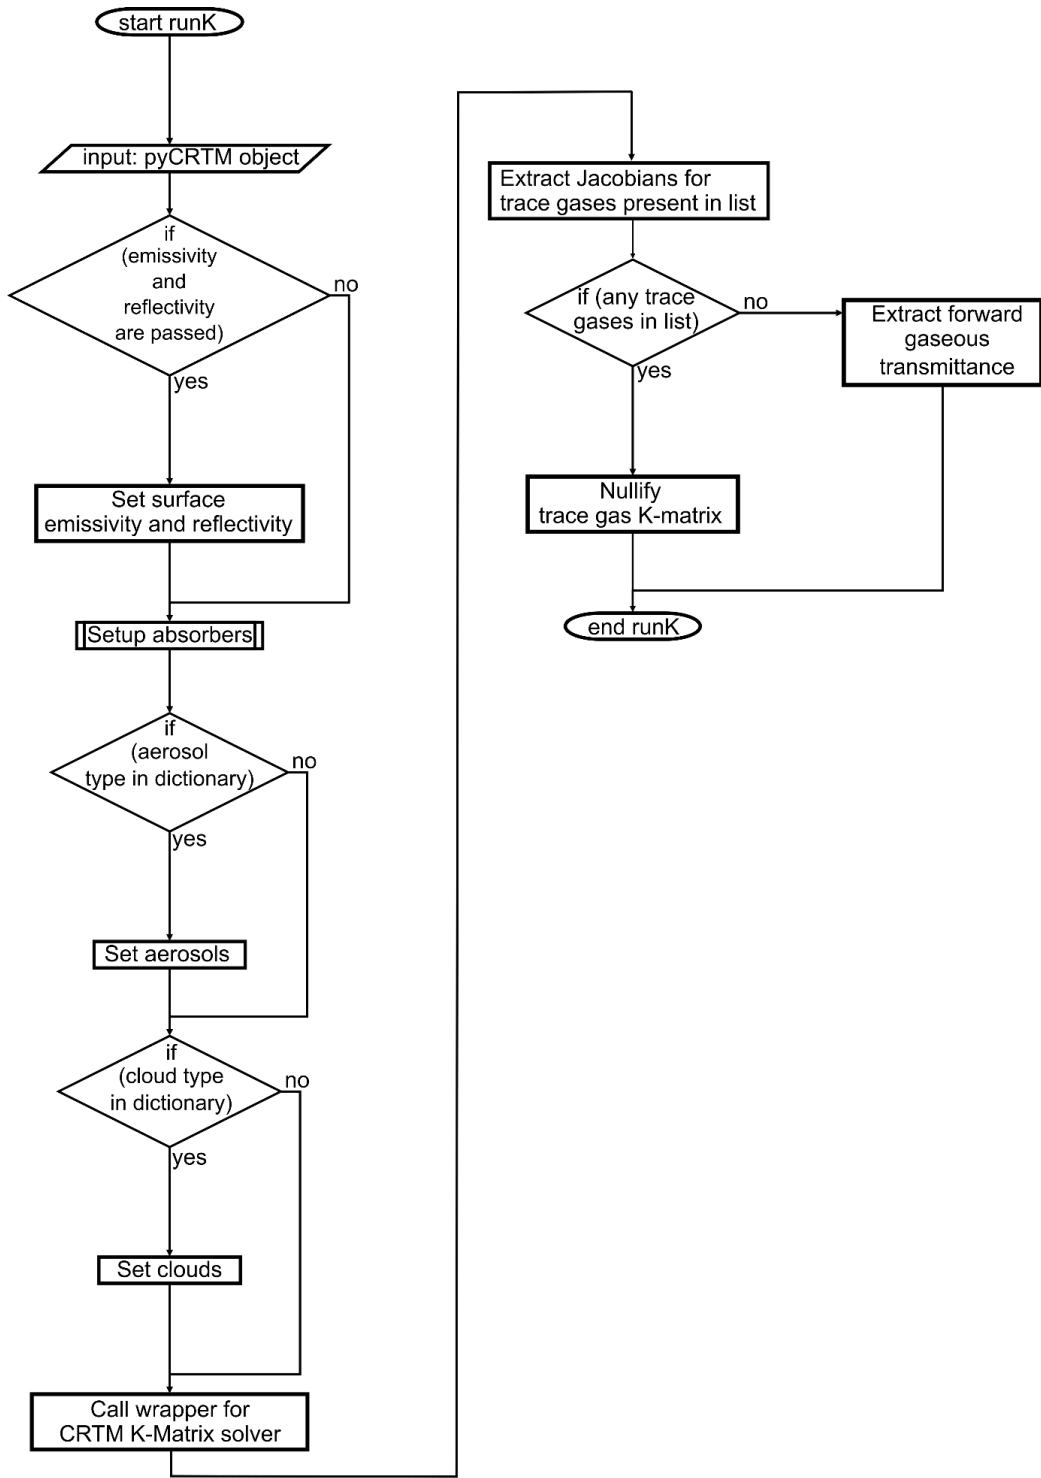 start runK
input: pyCRTM object
if
(emissivity
and
reflectivity
are passed)
no
yes
Set surface
emissivity and reflectivity
Setup absorbers
if
(aerosol
type in dictionary)
no
yes
Set aerosols
if
(cloud type
in dictionary)
no
yes
Set clouds
Call wrapper for
CRTM K-Matrix solver
Extract Jacobians for
trace gases present in list
if (any trace
gases in list)
no
yes
Extract forward
gaseous
transmittance
Nullify
trace gas K-matrix
end runK